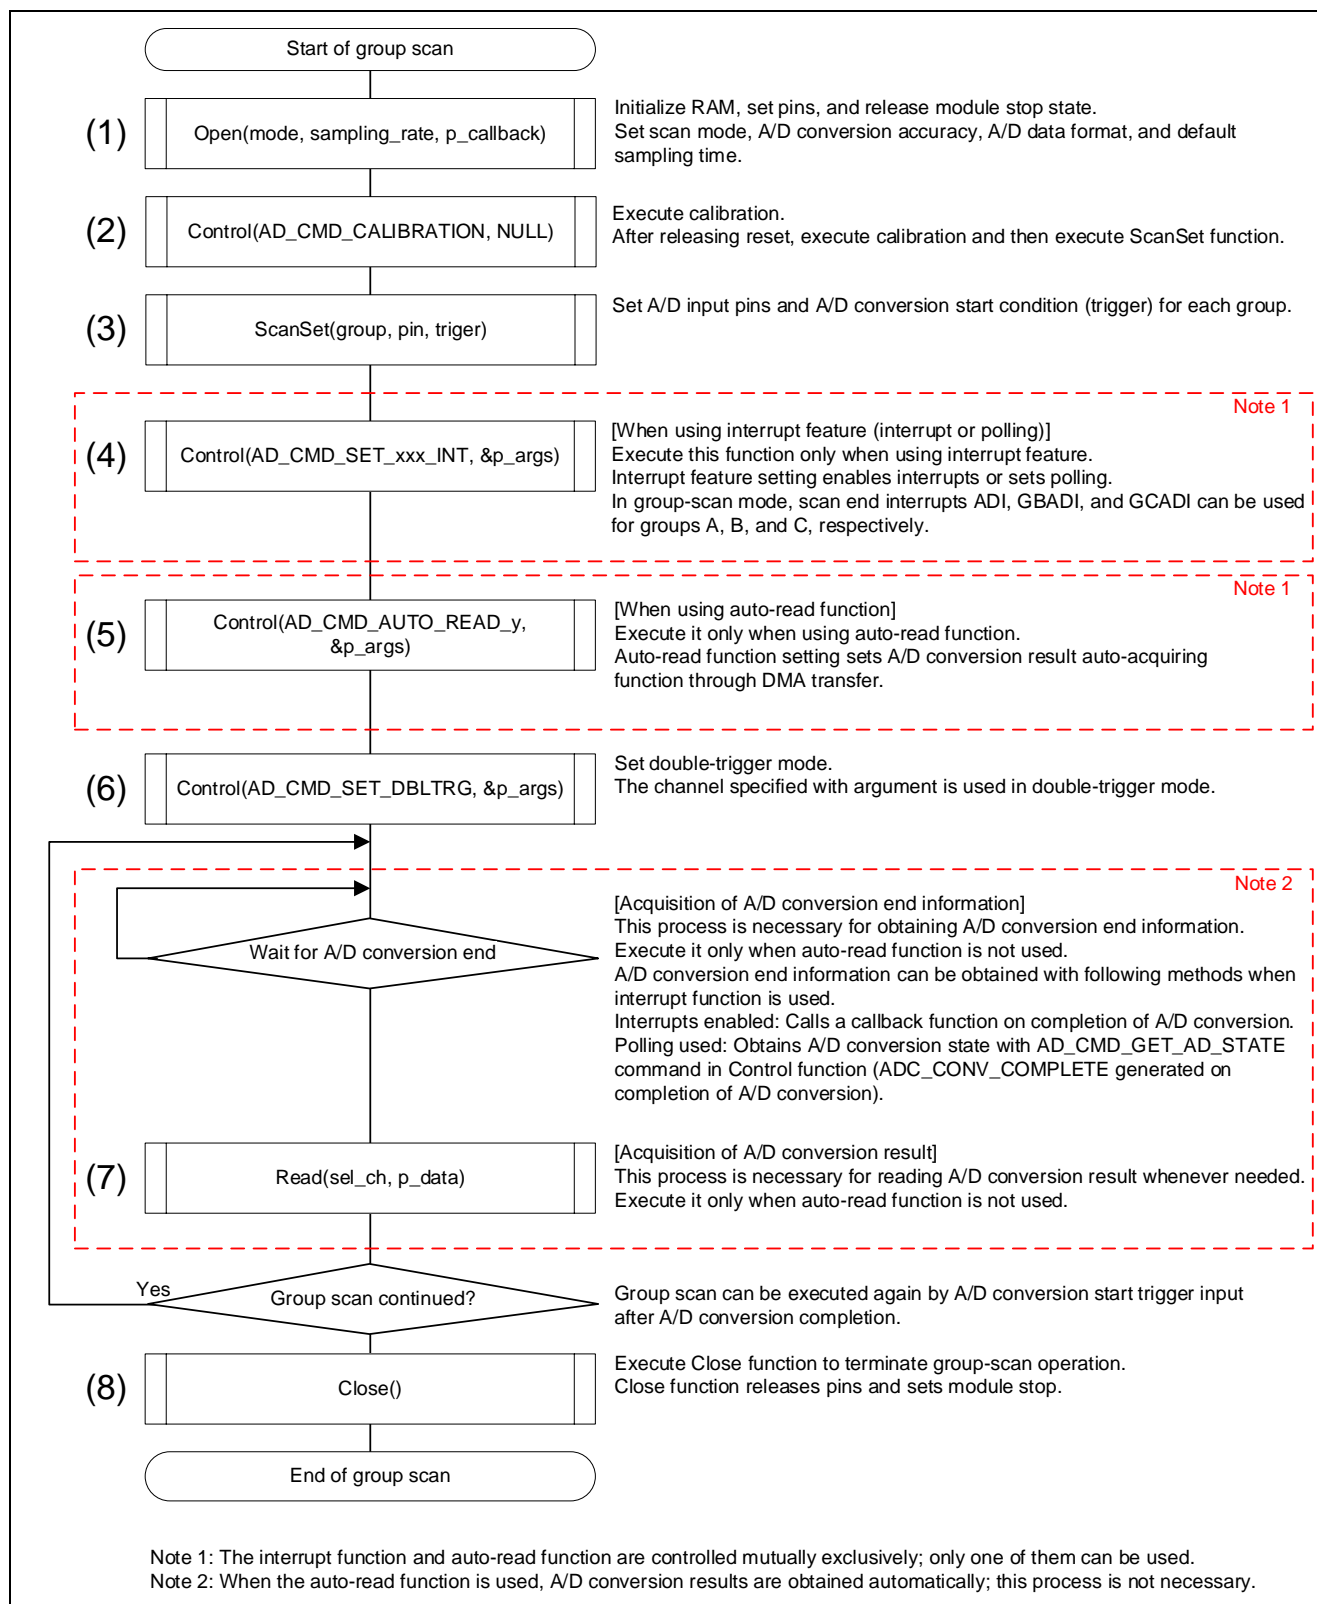 Start of group scan
(1)
Open(mode, sampling_rate, p_callback)
Initialize RAM, set pins, and release module stop state.
Set scan mode, A/D conversion accuracy, A/D data format, and default
sampling time.
(2)
Control(AD_CMD_CALIBRATION, NULL)
Execute calibration.
After releasing reset, execute calibration and then execute ScanSet function.
(3)
ScanSet(group, pin, triger)
Set A/D input pins and A/D conversion start condition (trigger) for each group.
Note 1
(4)
Control(AD_CMD_SET_xxx_INT, &p_args)
[When using interrupt feature (interrupt or polling)]
Execute this function only when using interrupt feature.
Interrupt feature setting enables interrupts or sets polling.
In group-scan mode, scan end interrupts ADI, GBADI, and GCADI can be used
for groups A, B, and C, respectively.
Note 1
(5)
Control(AD_CMD_AUTO_READ_y,
&p_args)
[When using auto-read function]
Execute it only when using auto-read function.
Auto-read function setting sets A/D conversion result auto-acquiring
function through DMA transfer.
(6)
Control(AD_CMD_SET_DBLTRG, &p_args)
Set double-trigger mode.
The channel specified with argument is used in double-trigger mode.
Note 2
Wait for A/D conversion end
[Acquisition of A/D conversion end information]
This process is necessary for obtaining A/D conversion end information.
Execute it only when auto-read function is not used.
A/D conversion end information can be obtained with following methods when
interrupt function is used.
Interrupts enabled: Calls a callback function on completion of A/D conversion.
Polling used: Obtains A/D conversion state with AD_CMD_GET_AD_STATE
command in Control function (ADC_CONV_COMPLETE generated on
completion of A/D conversion).
(7)
Read(sel_ch, p_data)
[Acquisition of A/D conversion result]
This process is necessary for reading A/D conversion result whenever needed.
Execute it only when auto-read function is not used.
Yes
Group scan continued?
Group scan can be executed again by A/D conversion start trigger input
after A/D conversion completion.
(8)
Close()
Execute Close function to terminate group-scan operation.
Close function releases pins and sets module stop.
End of group scan
Note 1: The interrupt function and auto-read function are controlled mutually exclusively; only one of them can be used.
Note 2: When the auto-read function is used, A/D conversion results are obtained automatically; this process is not necessary.